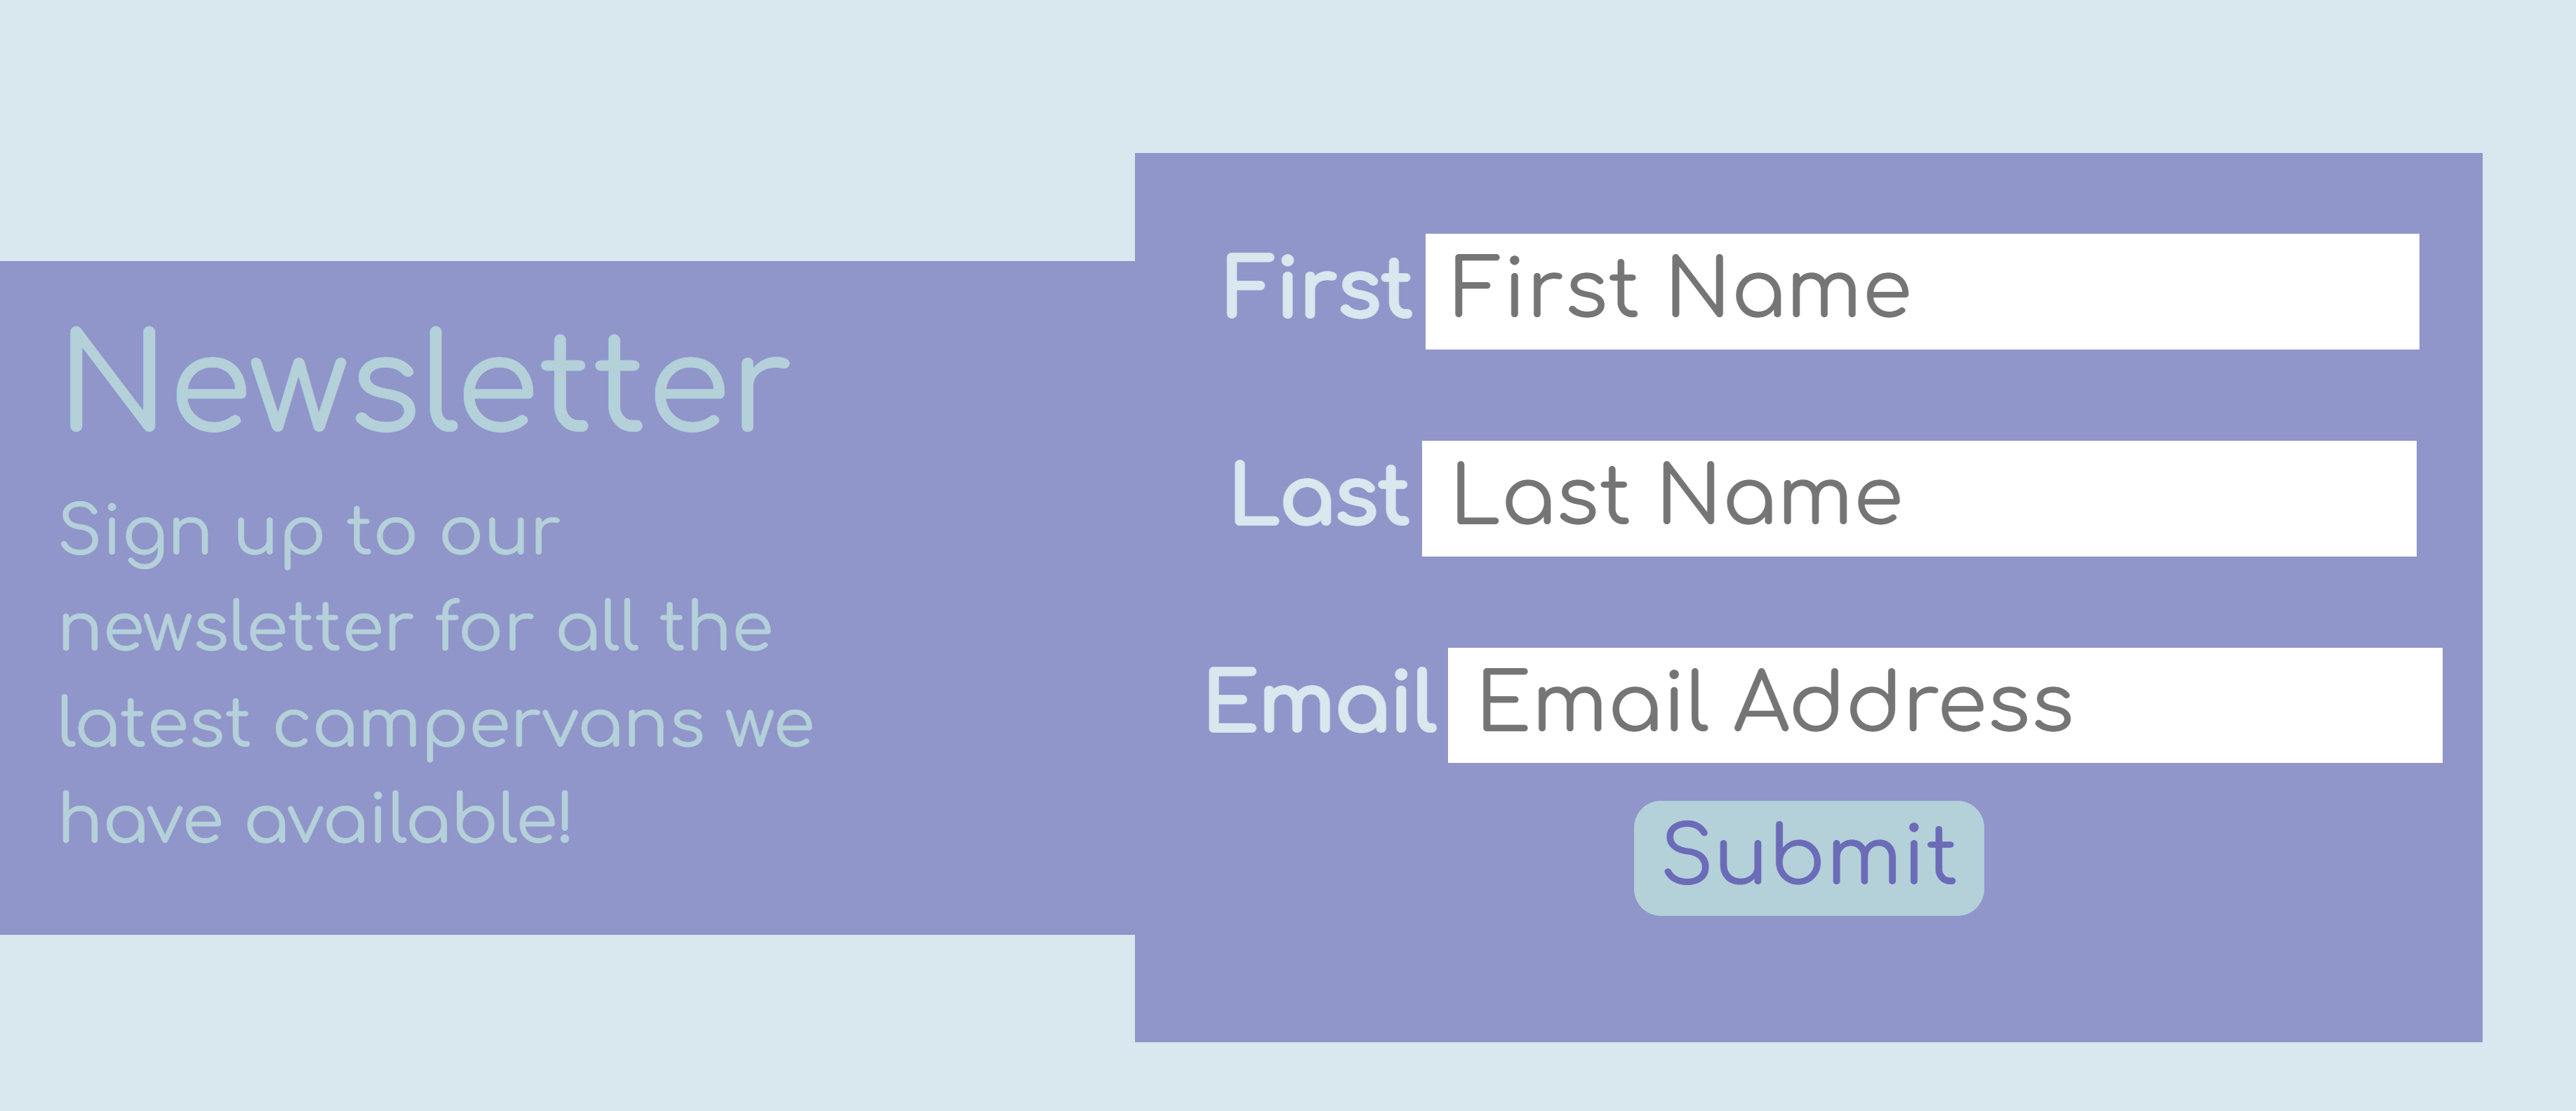 Newsletter
Sign up to our
newsletter for all the
latest campervans we
have available!
First First Name
Last Last Name
Email Email Address
Submit